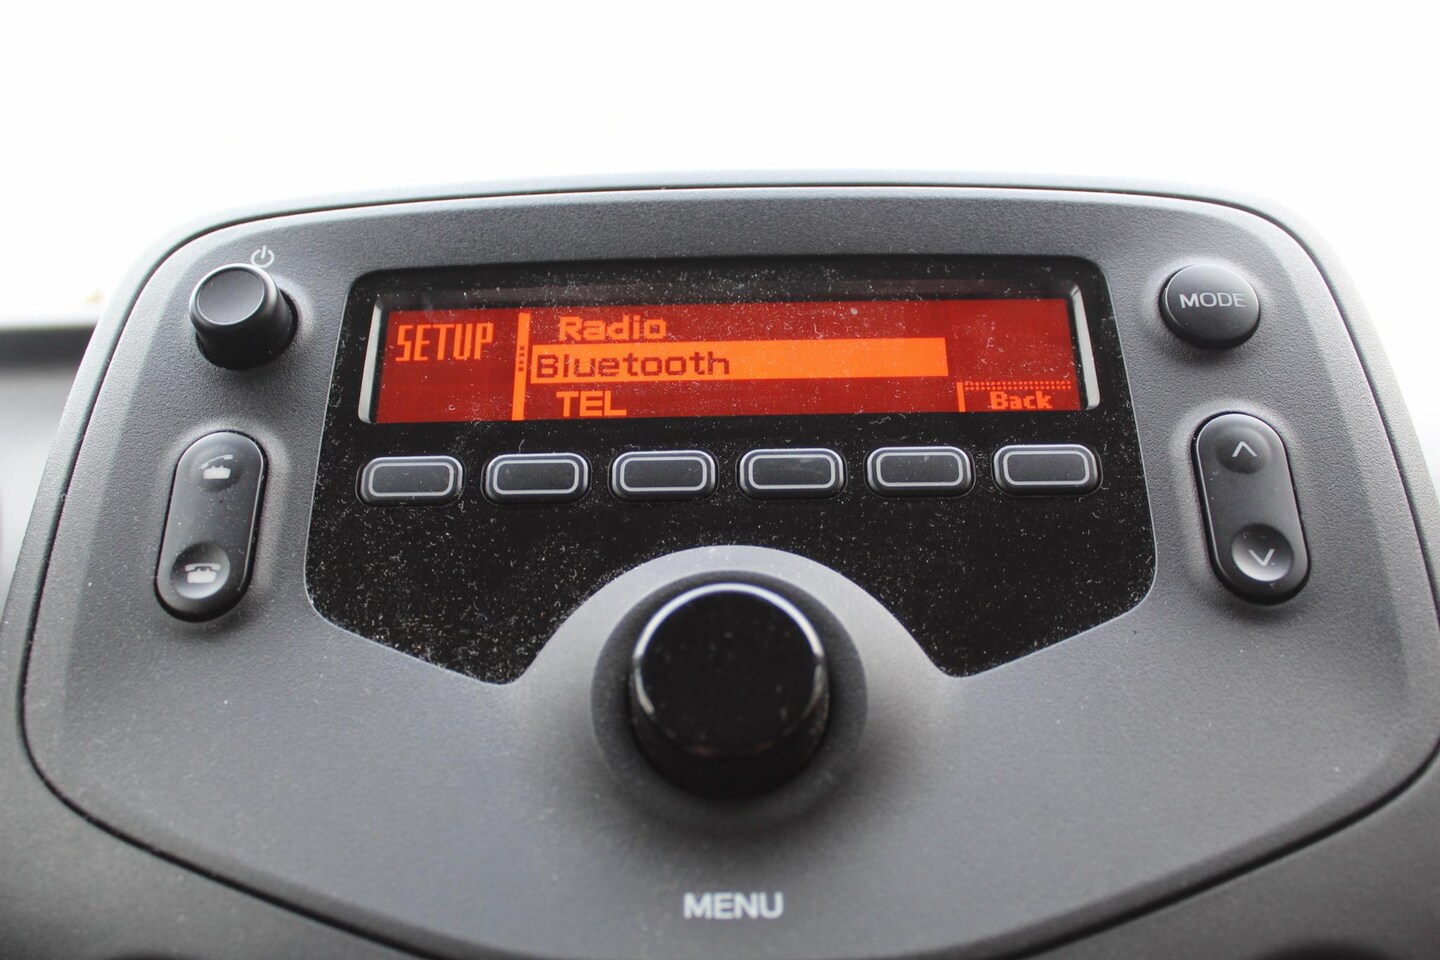 SETUP
Radio
Bluetooth
TEL
Back
MODE
MENU